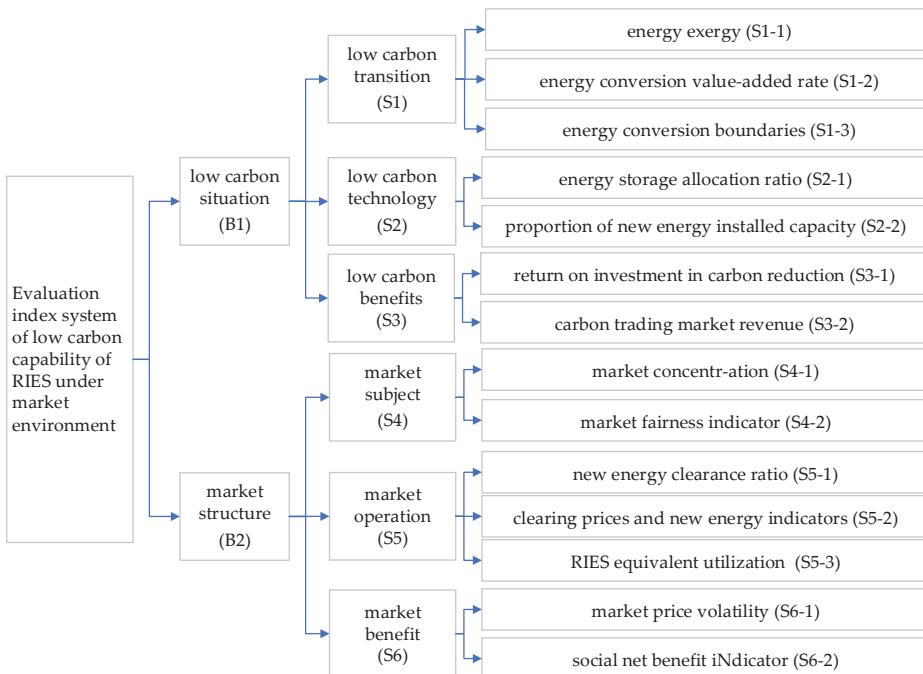 Evaluation
index system
of low carbon
capability of
RIES under
market
environment
low carbon
situation
(B1)
market
structure
(B2)
low carbon
transition
(S1)
low carbon
technology
(S2)
low carbon
benefits
(S3)
market
subject
(S4)
market
operation
(S5)
market
benefit
(S6)
energy exergy (S1-1)
energy conversion value-added rate (S1-2)
energy conversion boundaries (S1-3)
energy storage allocation ratio (S2-1)
proportion of new energy installed capacity (S2-2)
return on investment in carbon reduction (S3-1)
carbon trading market revenue (S3-2)
market concentr-ation (S4-1)
market fairness indicator (S4-2)
new energy clearance ratio (S5-1)
clearing prices and new energy indicators (S5-2)
RIES equivalent utilization (S5-3)
market price volatility (S6-1)
social net benefit iNdicator (S6-2)